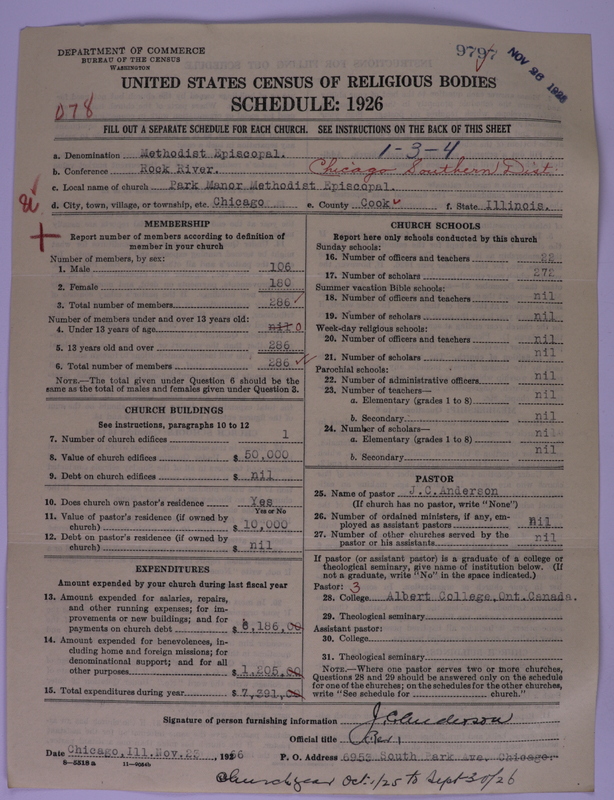 DEPARTMENT OF COMMERCE
BUREAU OF THE CENSUS
WASHINGTON
9797
NOV 26 1926
UNITED STATES CENSUS OF RELIGIOUS BODIES
SCHEDULE: 1926
D78
FILL OUT A SEPARATE SCHEDULE FOR EACH CHURCH. SEE INSTRUCTIONS ON THE BACK OF THIS SHEET
a. Denomination Methodist Episcopal. 1-3-4
b. Conference Rock River. Chicago Southern Dist
c. Local name of church Park Manor Methodist Episcopal.
d. City, town, village, or township, etc. Chicago e. County Cook f. State Illinois.
MEMBERSHIP
Report number of members according to definition of
member in your church
Number of members, by sex:
1. Male 106
2. Female 180
3. Total number of members 286
Number of members under and over 13 years old:
4. Under 13 years of age nil 0
5. 13 years old and over 286
6. Total number of members 286
NOTE.—The total given under Question 6 should be
same as the total of males and females given under Question 3.
CHURCH BUILDINGS
See instructions, paragraphs 10 to 12
7. Number of church edifices 1
8. Value of church edifices $ 50,000
9. Debt on church edifices $ nil
10. Does church own pastor's residence Yes
Yes or No
11. Value of pastor's residence (if owned by
church) $ 10,000
12. Debt on pastor's residence (if owned by
church) $ nil
EXPENDITURES
Amount expended by your church during last fiscal year
13. Amount expended for salaries, repairs,
and other running expenses; for im-
provements or new buildings; and for
payments on church debt $ 6,186,00
14. Amount expended for benevolences, in-
cluding home and foreign missions; for
denominational support; and for all
other purposes $ 1,205,00
15. Total expenditures during year $ 7,391,00
CHURCH SCHOOLS
Report here only schools conducted by this church
Sunday schools:
16. Number of officers and teachers 22
17. Number of scholars 272
Summer vacation Bible schools:
18. Number of officers and teachers nil
19. Number of scholars nil
Week-day religious schools:
20. Number of officers and teachers nil
21. Number of scholars nil
Parochial schools:
22. Number of administrative officers nil
23. Number of teachers—
a. Elementary (grades 1 to 8) nil
b. Secondary nil
24. Number of scholars—
a. Elementary (grades 1 to 8) nil
b. Secondary nil
PASTOR
25. Name of pastor J.C.Anderson
(If church has no pastor, write "None")
26. Number of ordained ministers, if any, em-
ployed as assistant pastors nil
27. Number of other churches served by the
pastor or his assistants nil
If pastor (or assistant pastor) is a graduate of a college or
theological seminary, give name of institution below. (If
not a graduate, write "No" in the space indicated.)
Pastor: 3
28. College Albert College,Ont.Canada.
29. Theological seminary
Assistant pastor:
30. College
31. Theological seminary
NOTE.—Where one pastor serves two or more churches,
Questions 28 and 29 should be answered only on the schedule
for one of the churches; on the schedules for the other churches,
write "See schedule for church."
Signature of person furnishing information J.C.Anderson
Official title
Date Chicago,Ill.Nov.23, 1926 P. O. Address 6953 South Park Ave. Chicago.
8-5518a 11-9064b
Church year Oct.1/25 to Sept 30/26